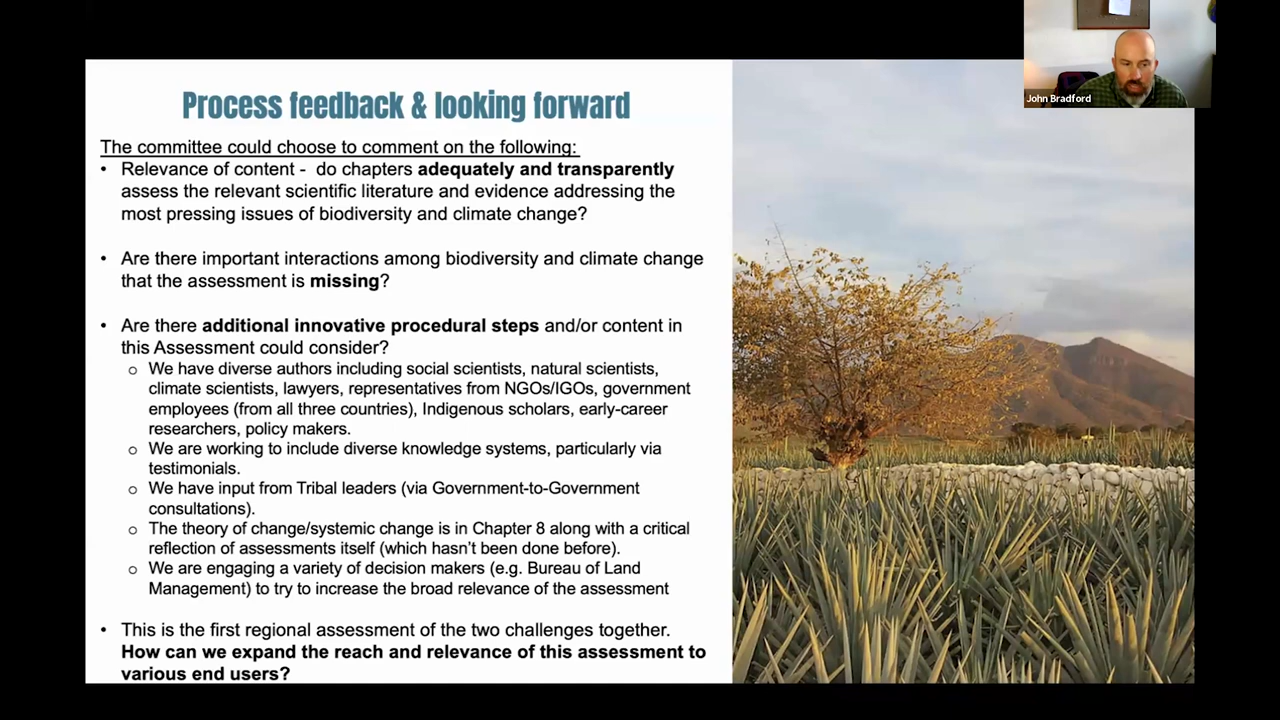 Process feedback & looking forward
The committee could choose to comment on the following:
• Relevance of content - do chapters adequately and transparently
assess the relevant scientific literature and evidence addressing the
most pressing issues of biodiversity and climate change?
• Are there important interactions among biodiversity and climate change
that the assessment is missing?
• Are there additional innovative procedural steps and/or content in
this Assessment could consider?
o We have diverse authors including social scientists, natural scientists,
climate scientists, lawyers, representatives from NGOs/IGOs, government
employees (from all three countries), Indigenous scholars, early-career
researchers, policy makers.
o We are working to include diverse knowledge systems, particularly via
testimonials.
o We have input from Tribal leaders (via Government-to-Government
consultations).
o The theory of change/systemic change is in Chapter 8 along with a critical
reflection of assessments itself (which hasn't been done before).
o We are engaging a variety of decision makers (e.g. Bureau of Land
Management) to try to increase the broad relevance of the assessment
• This is the first regional assessment of the two challenges together.
How can we expand the reach and relevance of this assessment to
various end users?
John Bradford